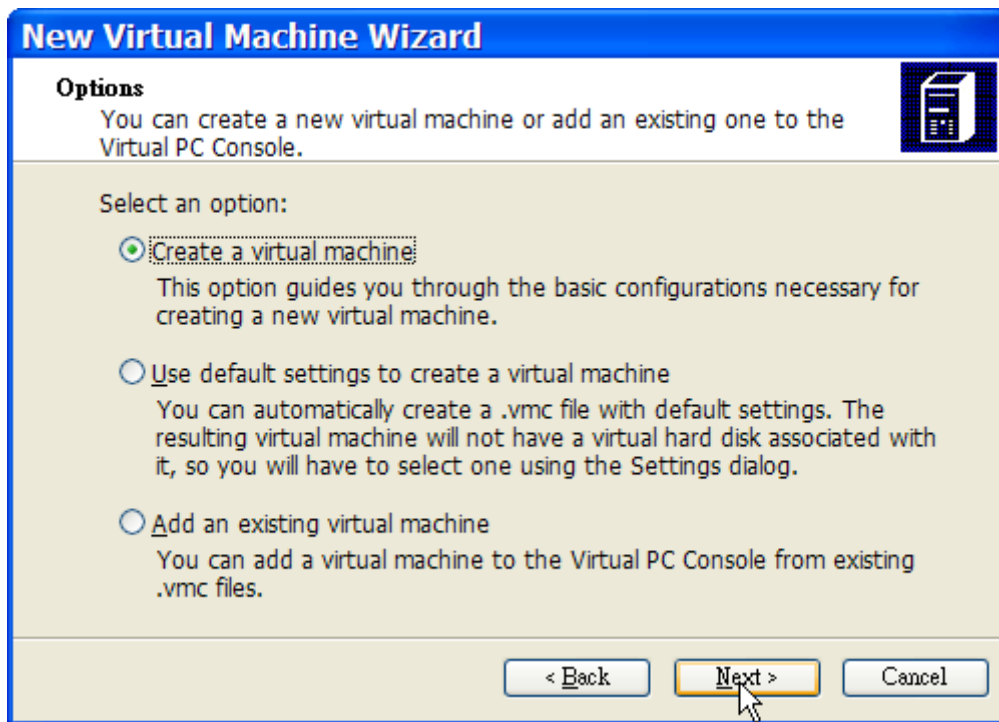 New Virtual Machine Wizard
Options
You can create a new virtual machine or add an existing one to the
Virtual PC Console.
Select an option:
Create a virtual machine
This option guides you through the basic configurations necessary for
creating a new virtual machine.
Use default settings to create a virtual machine
You can automatically create a .vmc file with default settings. The
resulting virtual machine will not have a virtual hard disk associated with
it, so you will have to select one using the Settings dialog.
Add an existing virtual machine
You can add a virtual machine to the Virtual PC Console from existing
.vmc files.
< Back Next > Cancel